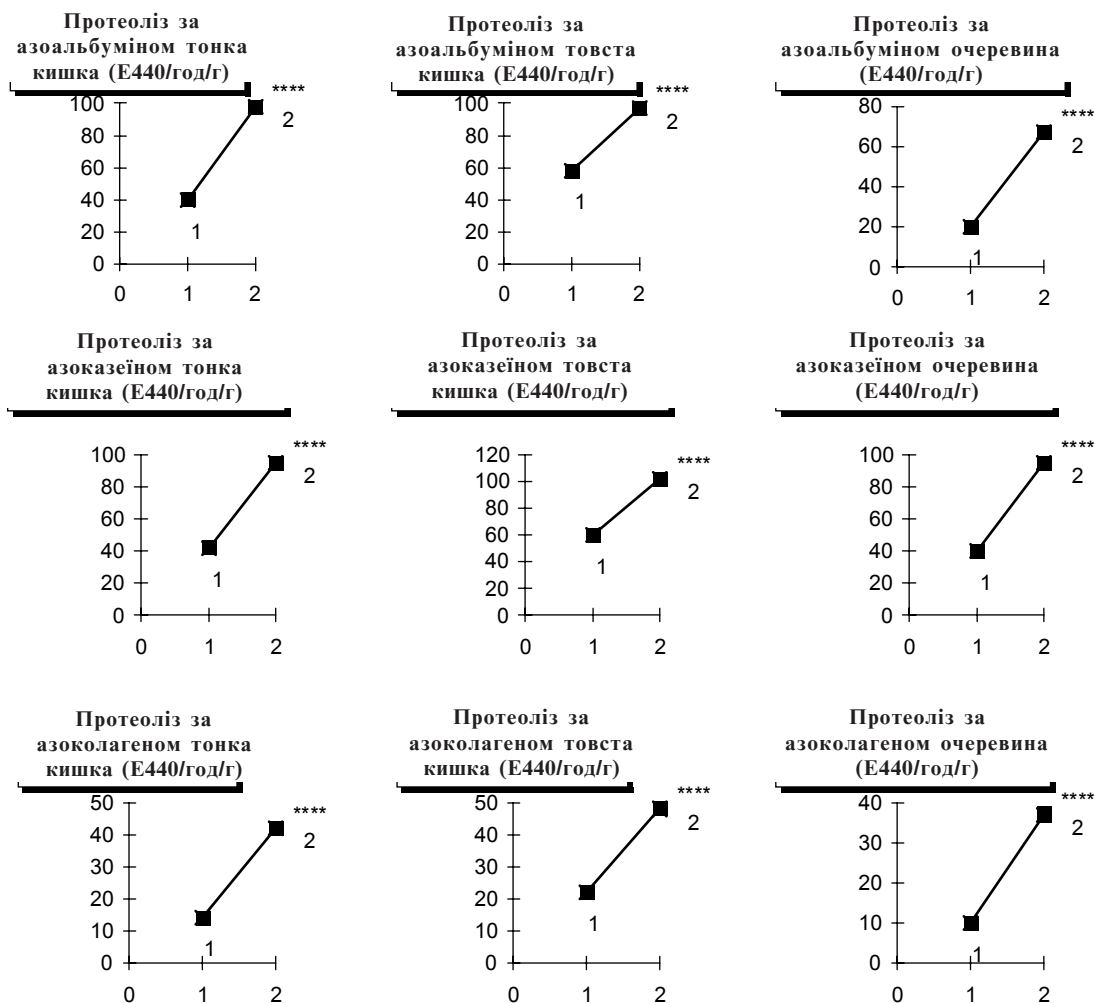 Протеоліз за
азоальбуміном тонка
кишка (Е440/год/г)
****
100
80
60
40
20
0
2
1
0 1 2
Протеоліз за
азоальбуміном товста
кишка (Е440/год/г)
****
100
80
60
40
20
0
2
1
0 1 2
Протеоліз за
азоальбуміном очеревина
(Е440/год/г)
****
80
60
40
20
0
2
1
0 1 2
Протеоліз за
азоказеїном тонка
кишка (Е440/год/г)
****
100
80
60
40
20
0
2
1
0 1 2
Протеоліз за
азоказеїном товста
кишка (Е440/год/г)
****
120
100
80
60
40
20
0
2
1
0 1 2
Протеоліз за
азоказеїном очеревина
(Е440/год/г)
****
100
80
60
40
20
0
2
1
0 1 2
Протеоліз за
азоколагеном тонка
кишка (Е440/год/г)
****
50
40
30
20
10
0
2
1
0 1 2
Протеоліз за
азоколагеном товста
кишка (Е440/год/г)
****
50
40
30
20
10
0
2
1
0 1 2
Протеоліз за
азоколагеном очеревина
(Е440/год/г)
****
40
30
20
10
0
2
1
0 1 2